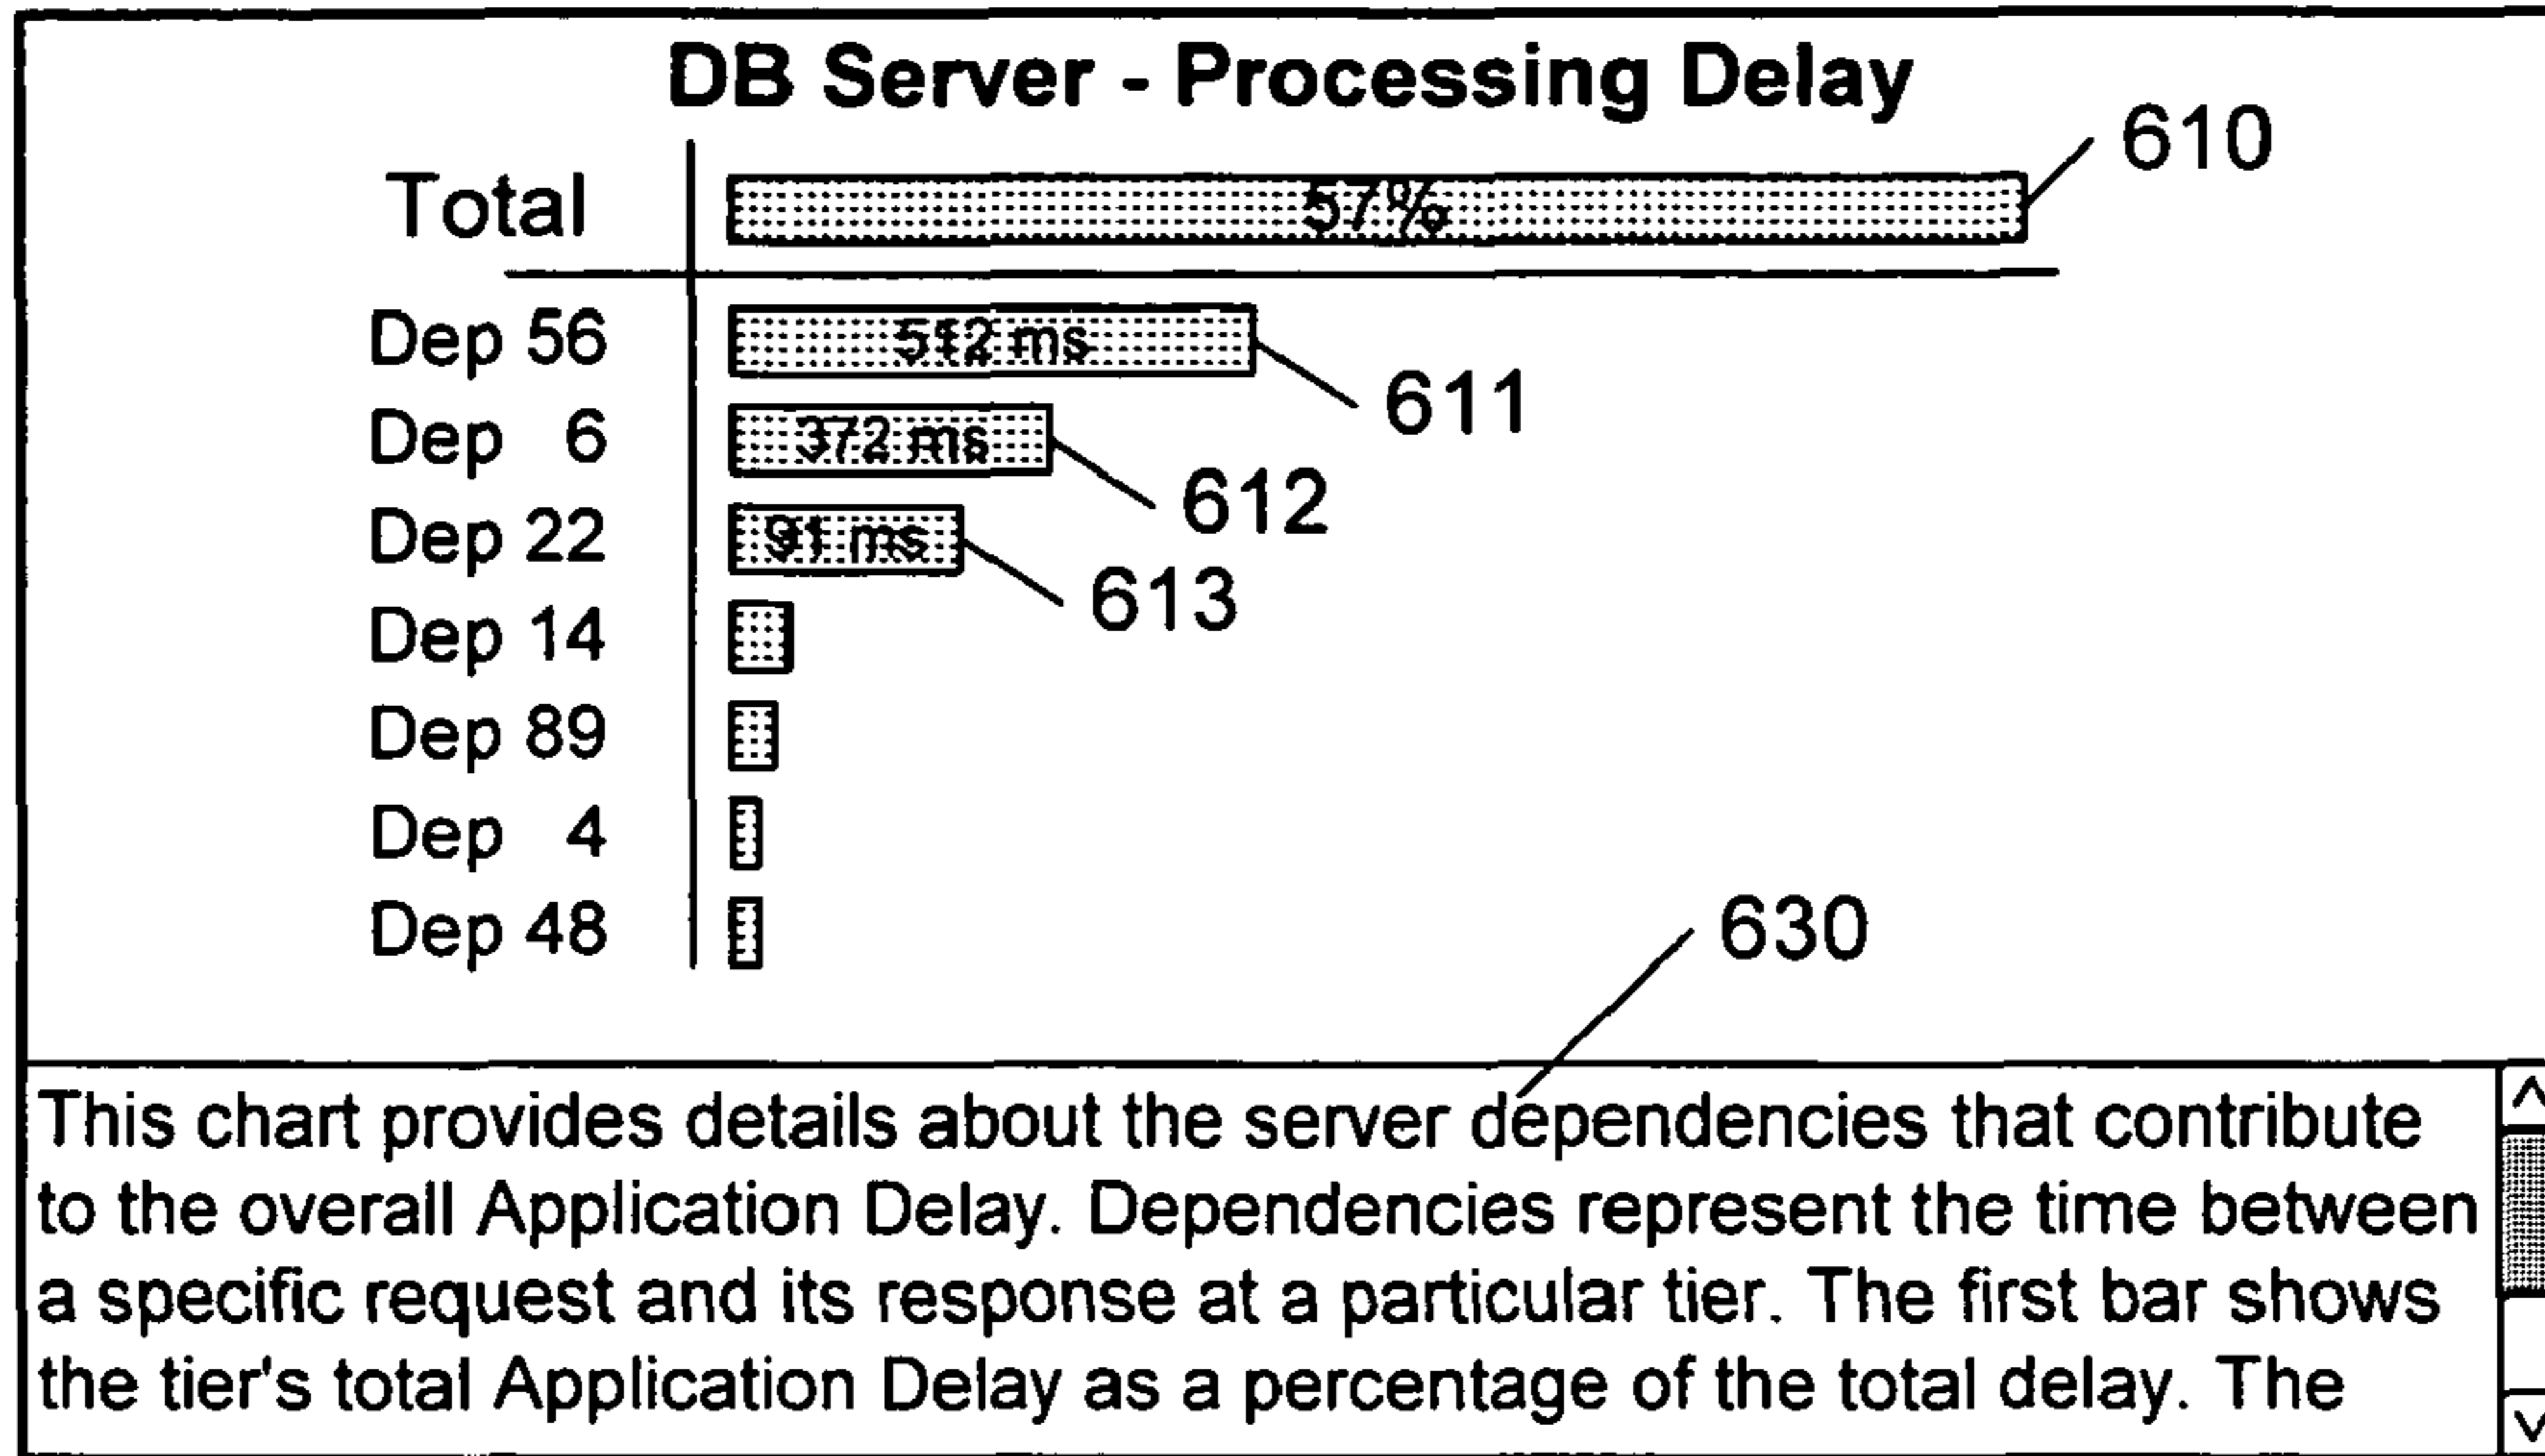 DB Server - Processing Delay
610
Total 57%
Dep 56 512 ms
611
Dep 6 372 ms
612
Dep 22 91 ms
613
Dep 14
Dep 89
Dep 4
Dep 48
630
This chart provides details about the server dependencies that contribute
to the overall Application Delay. Dependencies represent the time between
a specific request and its response at a particular tier. The first bar shows
the tier's total Application Delay as a percentage of the total delay. The